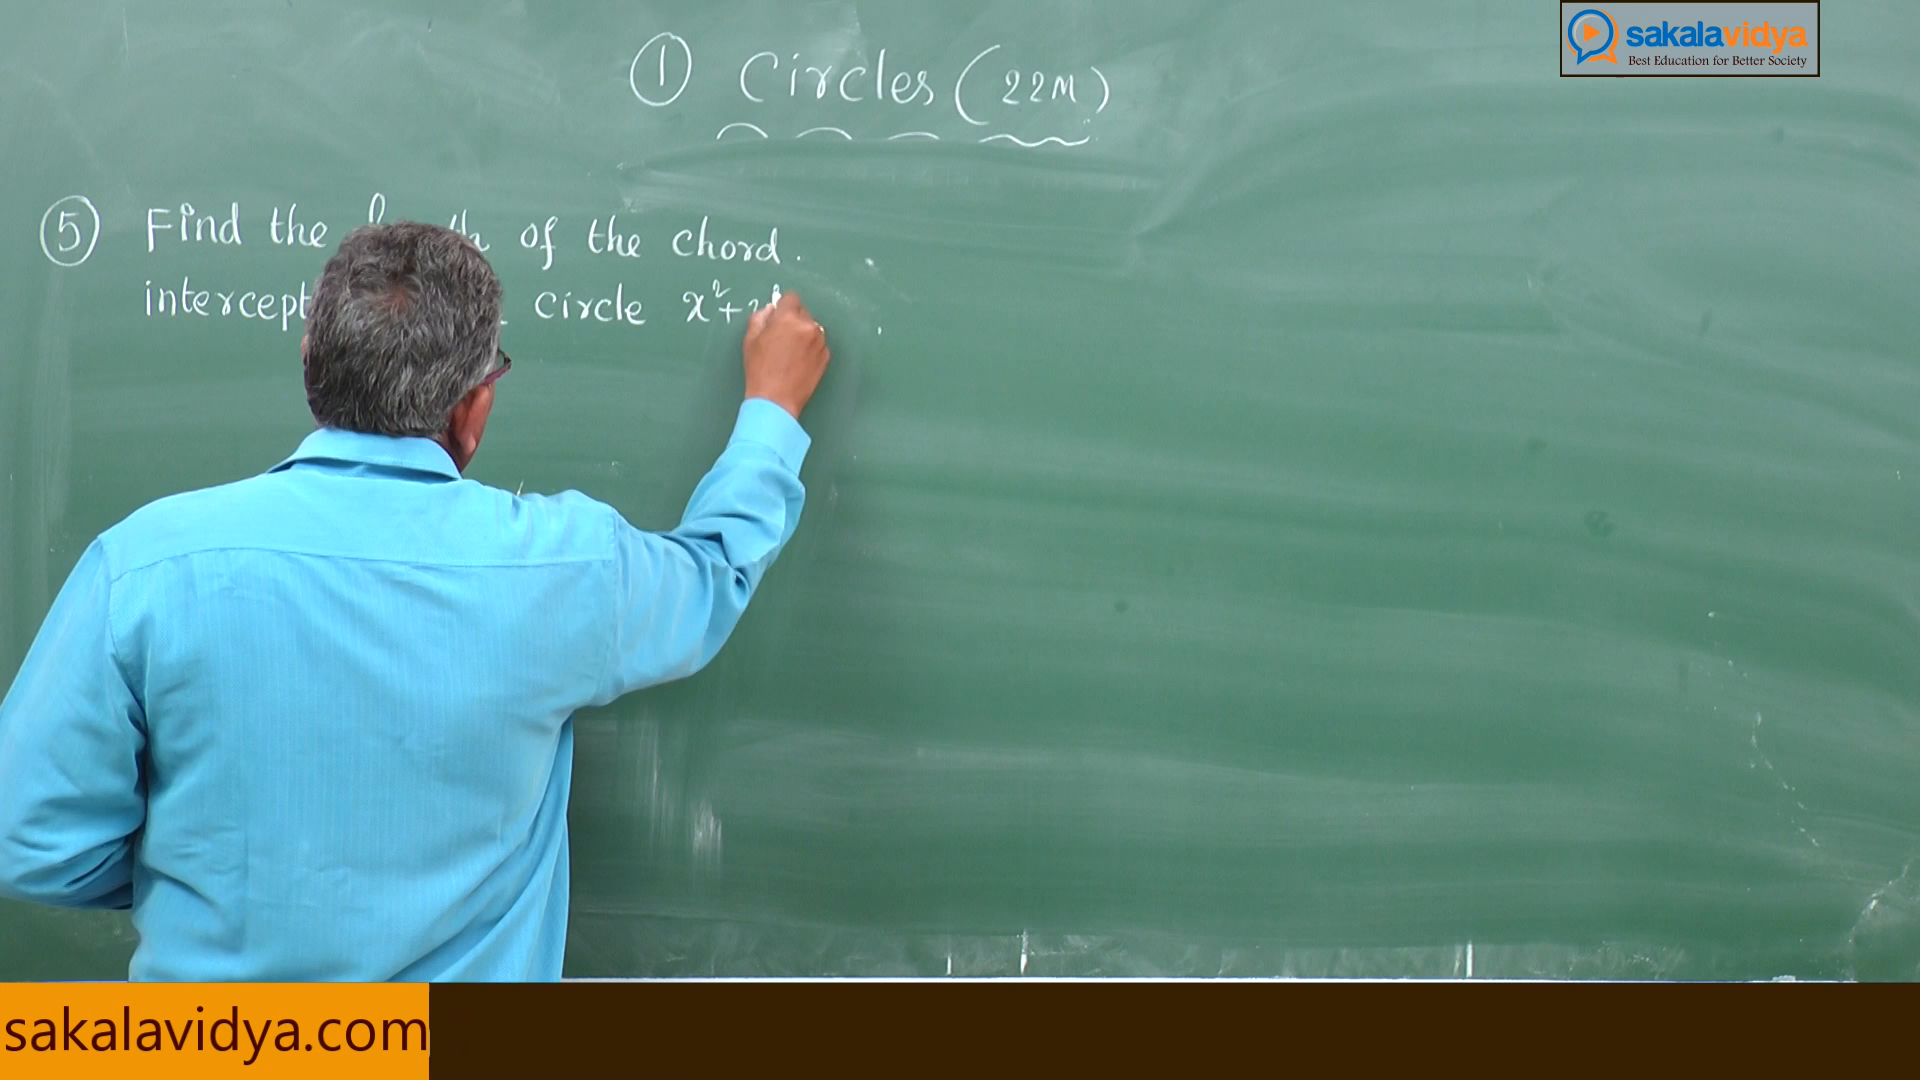 sakalavidya
Best Education for Better Society
① Circles (22M)
⑤ Find the of the chord.
circle x²+
sakalavidya.com